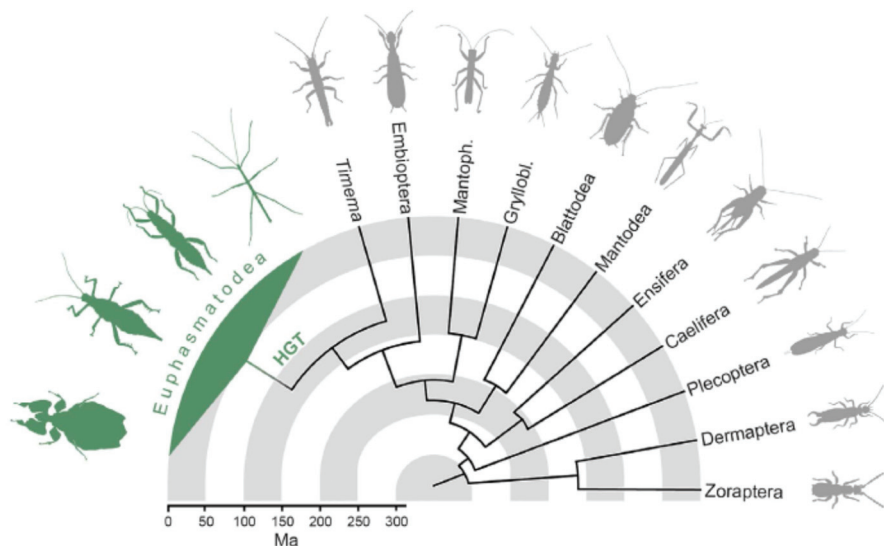 Timema
Embioptera
Mantoph.
Gryllobl.
Blattodea
Mantodea
Ensifera
Caelifera
Plecoptera
Dermaptera
Zoraptera
Euphasmatodea
HGT
0 50 100 150 200 250 300
Ma